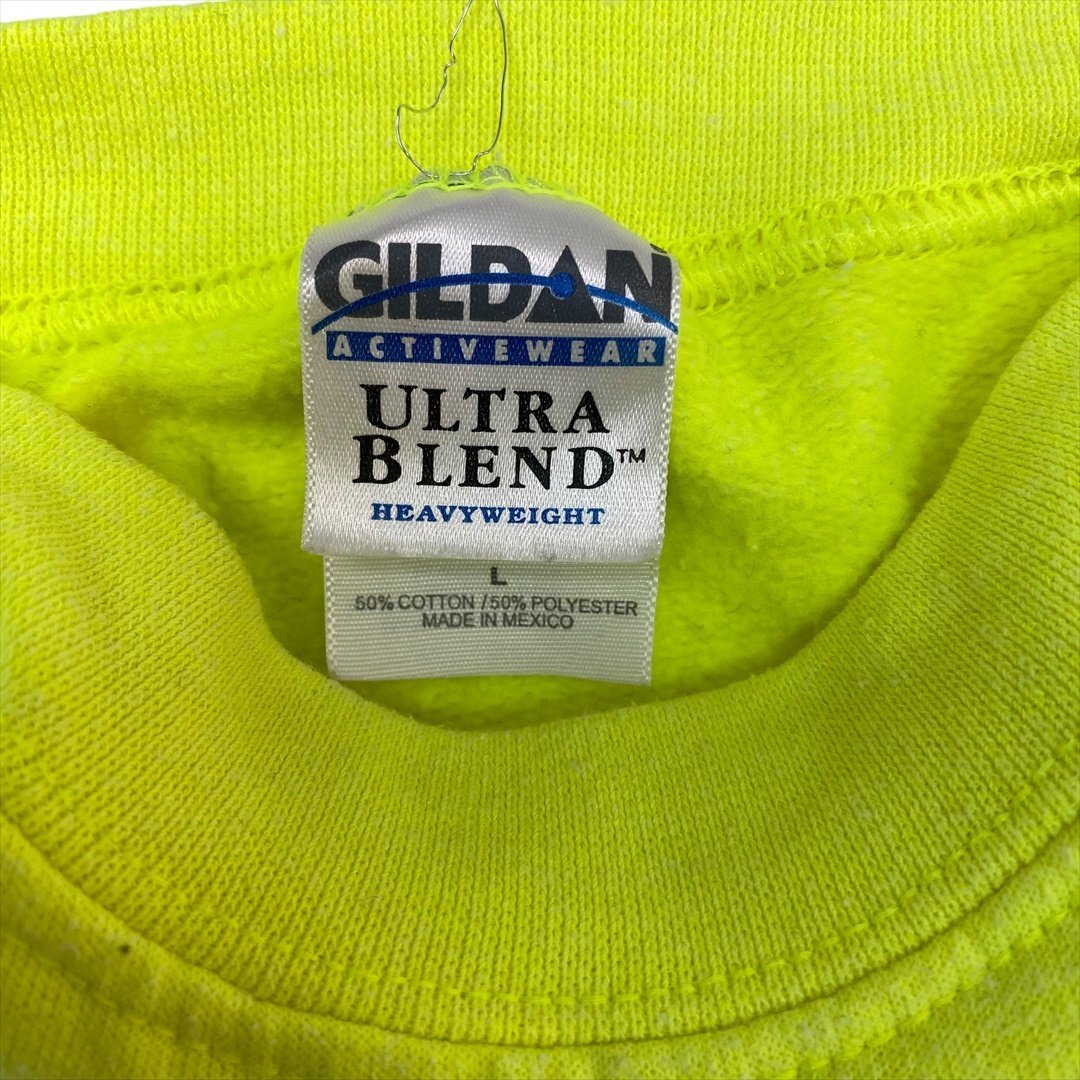 GILDAN
ACTIVEWEAR
ULTRA
BLEND™
HEAVYWEIGHT
L
50% COTTON / 50% POLYESTER
MADE IN MEXICO